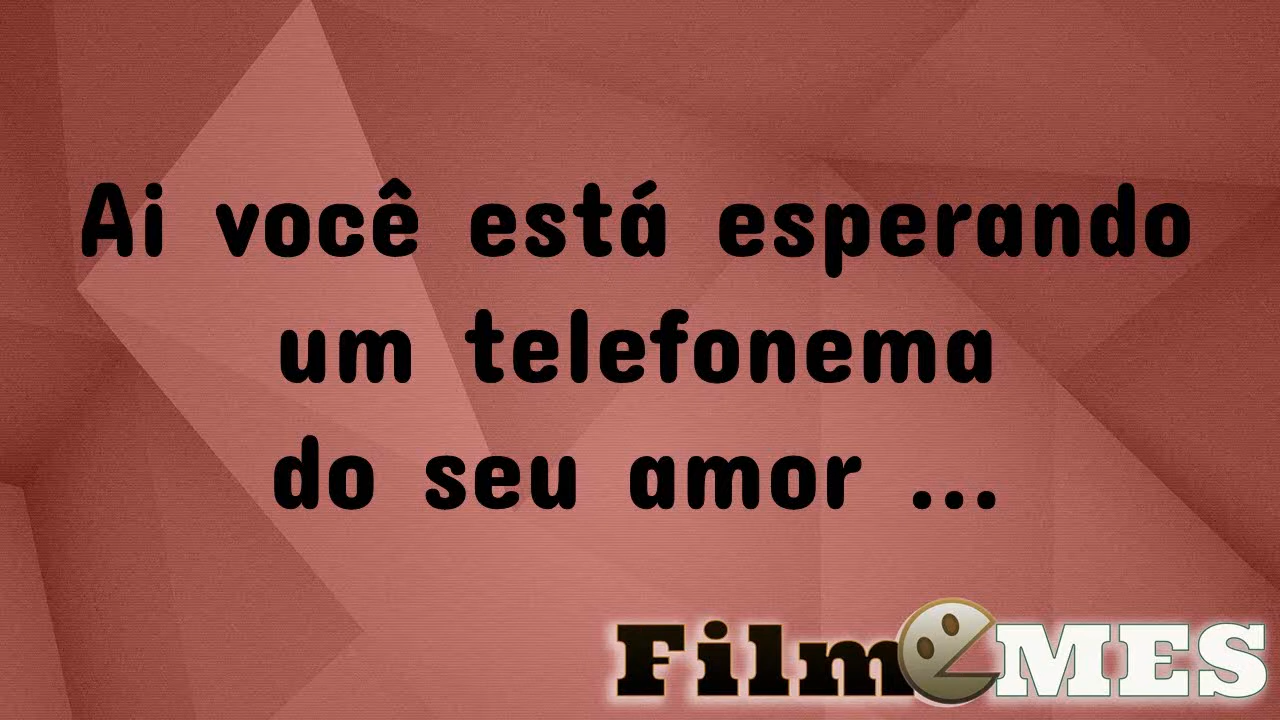 Ai você está esperando
um telefonema
do seu amor ...
FilmeMES